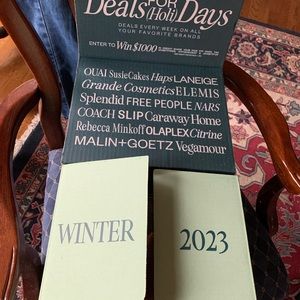 Deals FOR Days
(Holi)
DEALS EVERY WEEK ON ALL
YOUR FAVORITE BRANDS
ENTER TO Win $1000
OUAI SusieCakes Haps LANEIGE
Grande Cosmetics ELEMIS
Splendid FREE PEOPLE NARS
COACH SLIP Caraway Home
Rebecca Minkoff OLAPLEX Citrine
MALIN+GOETZ Vegamour
WINTER
2023